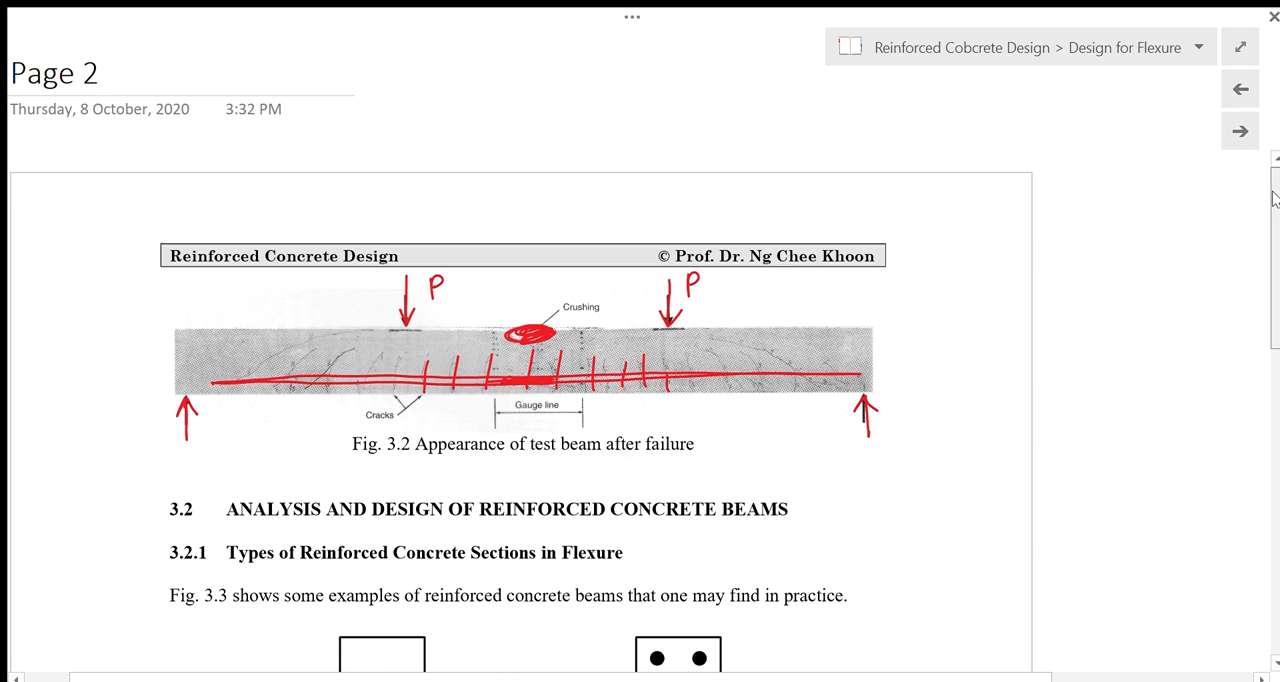 Reinforced Cobcrete Design > Design for Flexure
Page 2
Thursday, 8 October, 2020 3:32 PM
Reinforced Concrete Design © Prof. Dr. Ng Chee Khoon
P P
Crushing
Cracks
Gauge line
Fig. 3.2 Appearance of test beam after failure
3.2 ANALYSIS AND DESIGN OF REINFORCED CONCRETE BEAMS
3.2.1 Types of Reinforced Concrete Sections in Flexure
Fig. 3.3 shows some examples of reinforced concrete beams that one may find in practice.